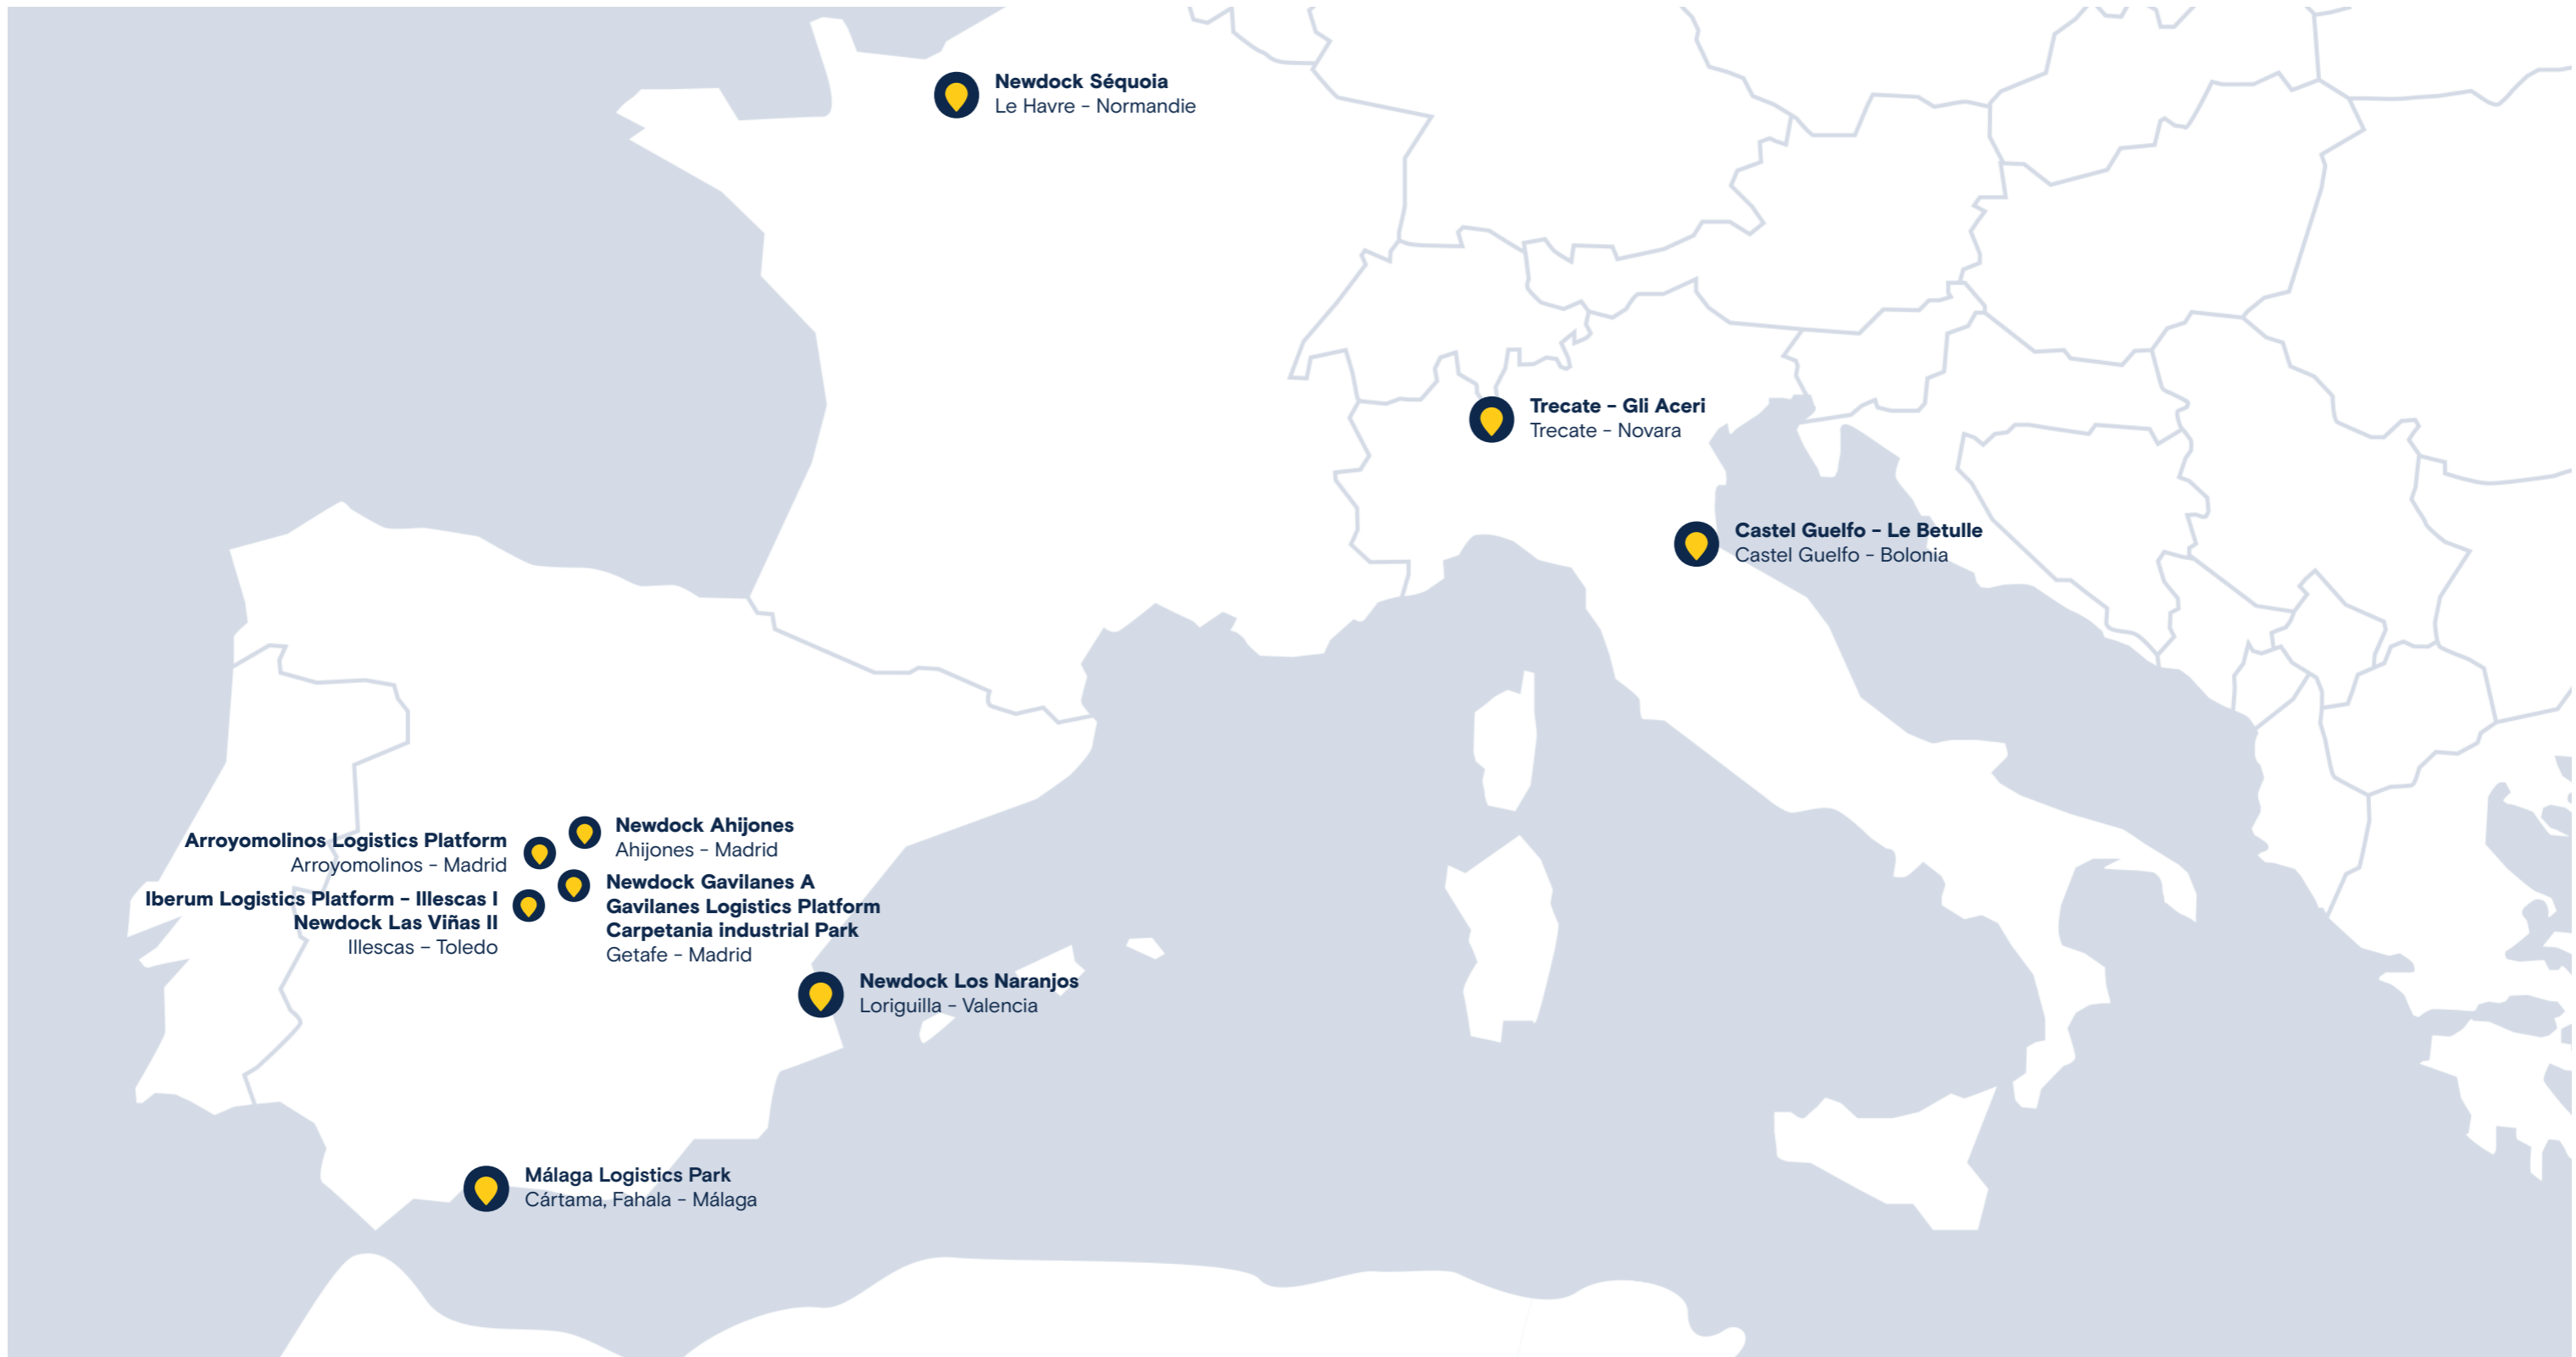 Newdock Séquoia
Le Havre - Normandie
Trecate - Gli Aceri
Trecate - Novara
Castel Guelfo - Le Betulle
Castel Guelfo - Bolonia
Newdock Ahijones
Ahijones - Madrid
Arroyomolinos Logistics Platform
Arroyomolinos - Madrid
Newdock Gavilanes A
Gavilanes Logistics Platform
Carpetania industrial Park
Getafe - Madrid
Iberum Logistics Platform - Illescas I
Newdock Las Viñas II
Illescas - Toledo
Newdock Los Naranjos
Loriguilla - Valencia
Málaga Logistics Park
Cártama, Fahala - Málaga